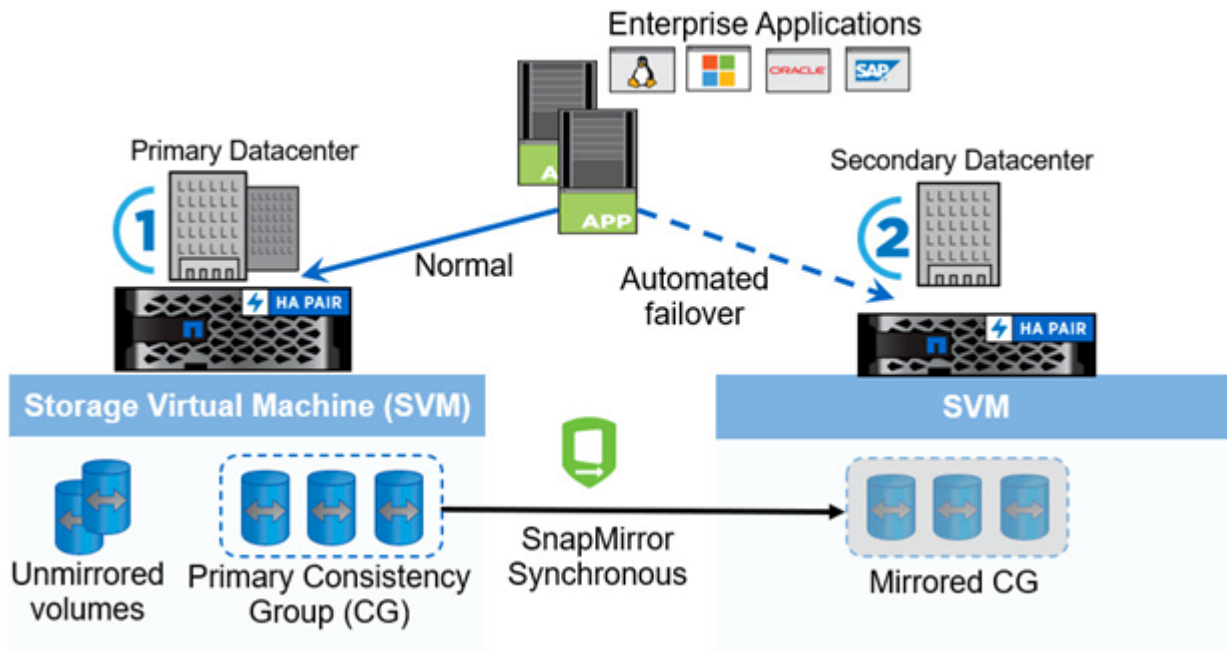 Enterprise Applications
ORACLE
SAP
Primary Datacenter
Secondary Datacenter
A
APP
1
2
Normal
Automated
failover
HA PAIR
HA PAIR
Storage Virtual Machine (SVM)
SVM
SnapMirror
Synchronous
Unmirrored
volumes
Primary Consistency
Group (CG)
Mirrored CG